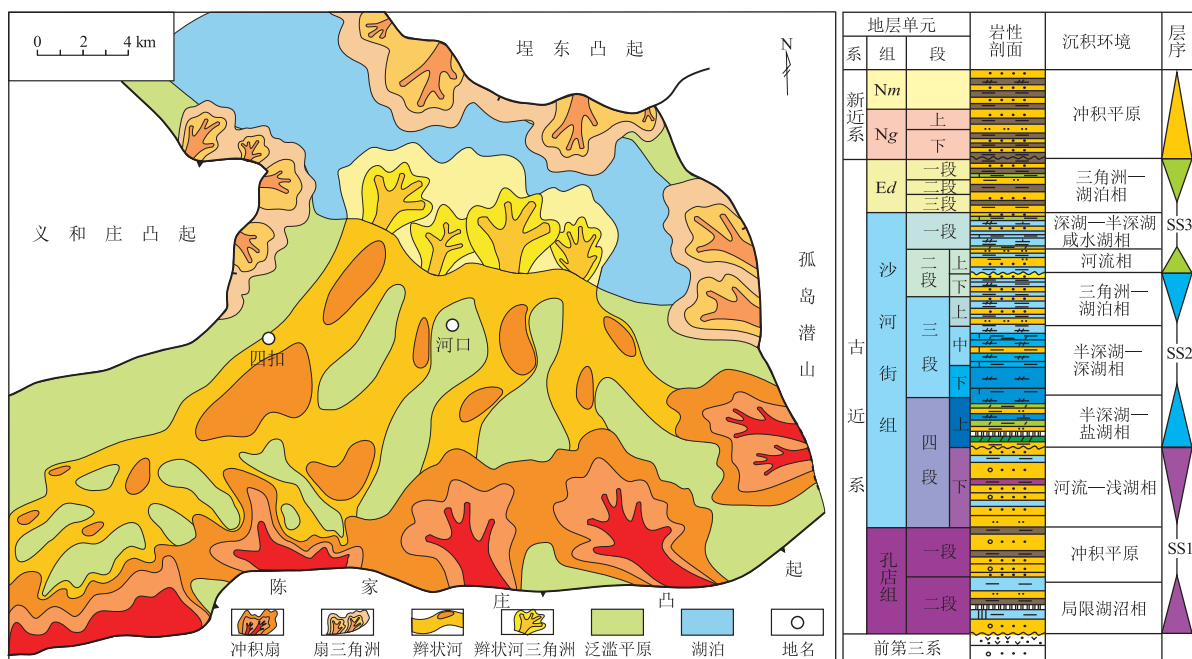 0 2 4 km
埕东凸起
N
义和庄凸起
孤岛潜山
四扣
河口
陈家庄凸起
冲积扇
扇三角洲
辫状河
辫状河三角洲
泛滥平原
湖泊
地名
地层单元
岩性剖面
沉积环境
层序
系
组
段
新近系
Nm
Ng
上
下
冲积平原
古近系
Ed
一段
二段
三段
三角洲—湖泊相
沙河街组
一段
深湖—半深湖
咸水湖相
SS3
二段
上
下
河流相
三角洲—湖泊相
三段
上
中
下
半深湖—深湖相
SS2
四段
上
下
半深湖—盐湖相
河流—浅湖相
孔店组
一段
二段
冲积平原
局限湖沼相
SS1
前第三系